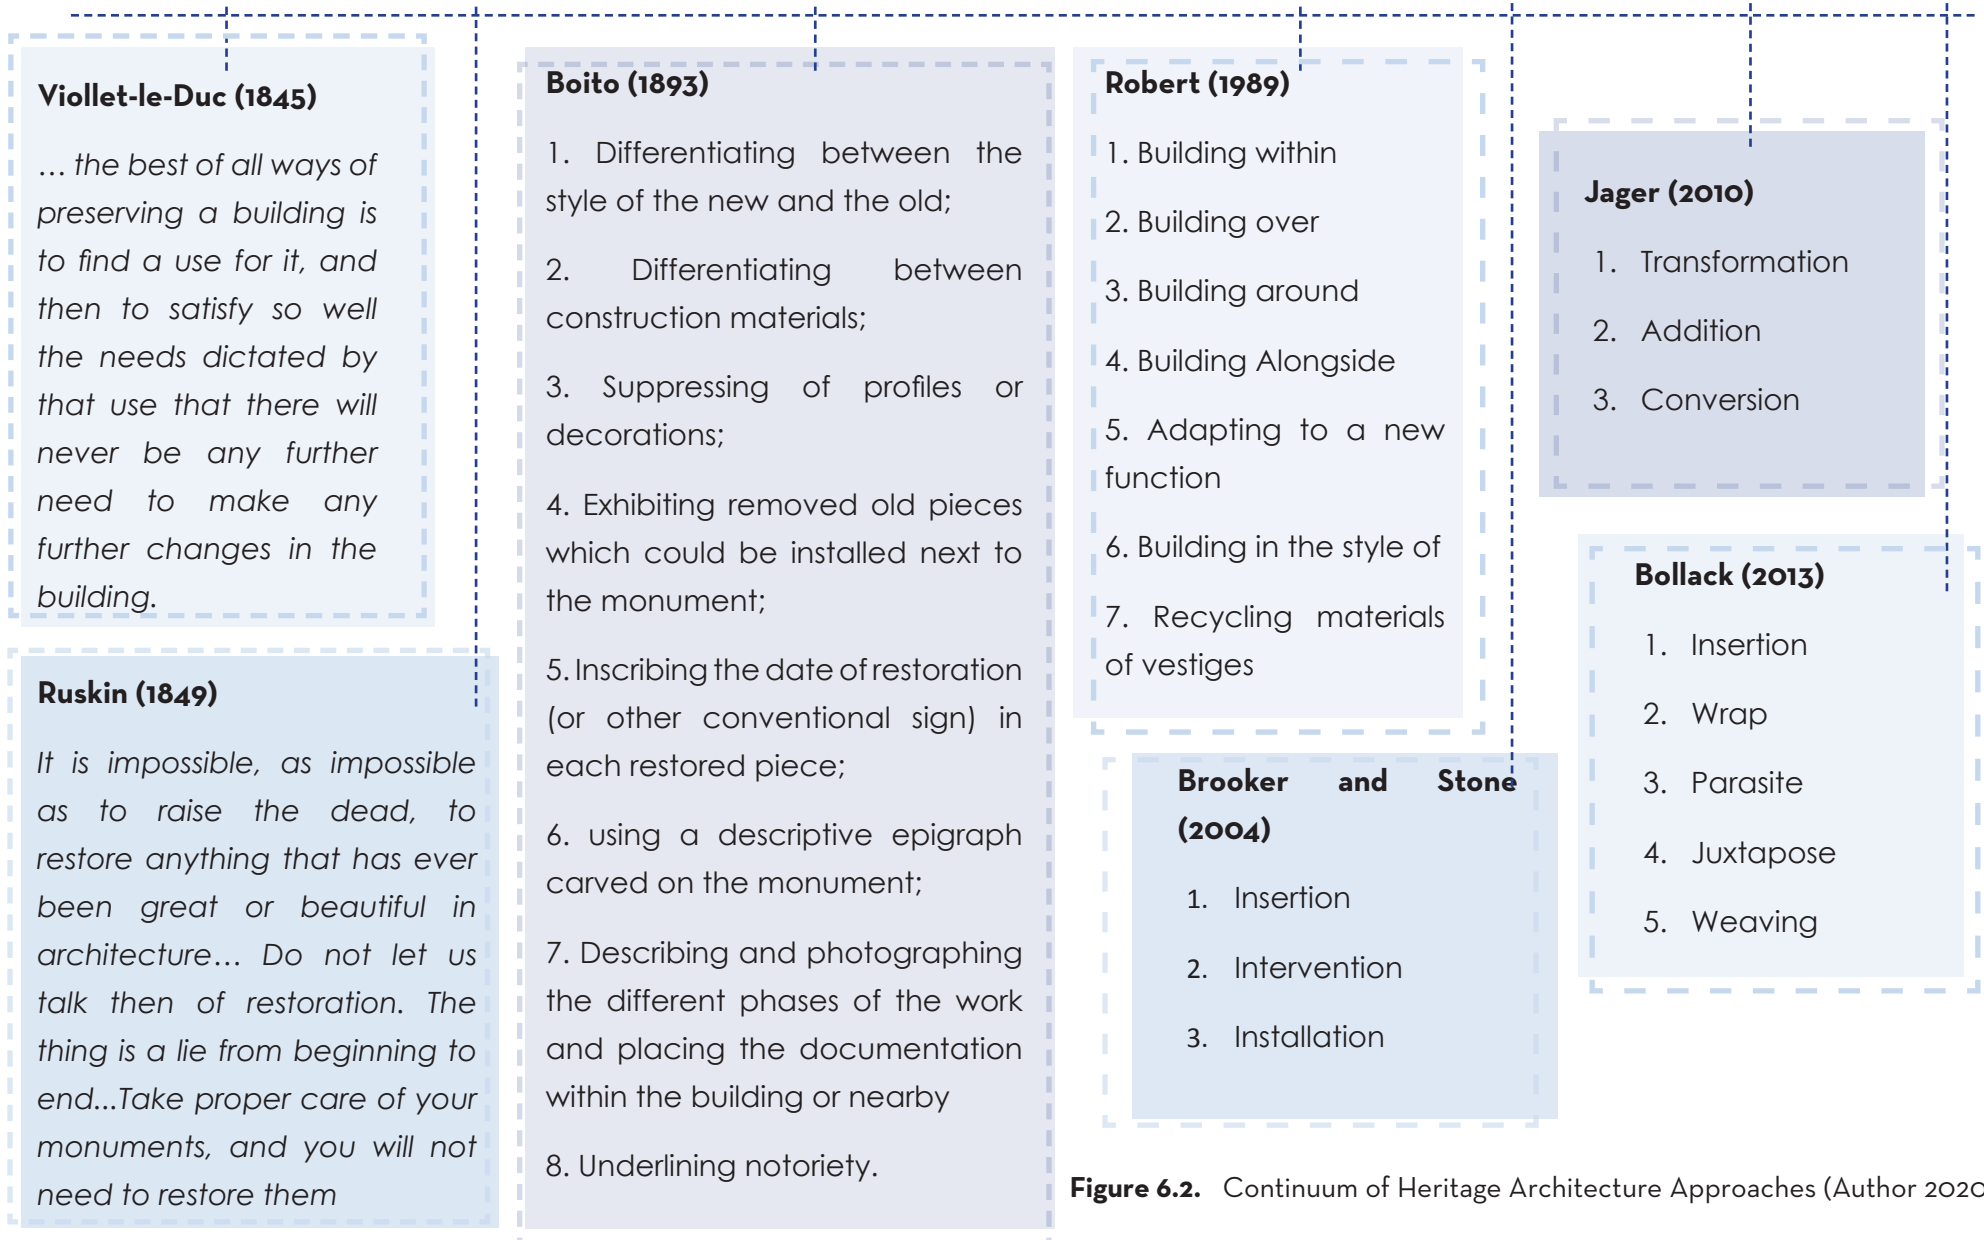 Viollet-le-Duc (1845)
… the best of all ways of
preserving a building is
to find a use for it, and
then to satisfy so well
the needs dictated by
that use that there will
never be any further
need to make any
further changes in the
building.
Ruskin (1849)
It is impossible, as impossible
as to raise the dead, to
restore anything that has ever
been great or beautiful in
architecture… Do not let us
talk then of restoration. The
thing is a lie from beginning to
end...Take proper care of your
monuments, and you will not
need to restore them
Boito (1893)
1. Differentiating between the
style of the new and the old;
2. Differentiating between
construction materials;
3. Suppressing of profiles or
decorations;
4. Exhibiting removed old pieces
which could be installed next to
the monument;
5. Inscribing the date of restoration
(or other conventional sign) in
each restored piece;
6. using a descriptive epigraph
carved on the monument;
7. Describing and photographing
the different phases of the work
and placing the documentation
within the building or nearby
8. Underlining notoriety.
Robert (1989)
1. Building within
2. Building over
3. Building around
4. Building Alongside
5. Adapting to a new
function
6. Building in the style of
7. Recycling materials
of vestiges
Brooker and Stone
(2004)
1. Insertion
2. Intervention
3. Installation
Jager (2010)
1. Transformation
2. Addition
3. Conversion
Bollack (2013)
1. Insertion
2. Wrap
3. Parasite
4. Juxtapose
5. Weaving
Figure 6.2. Continuum of Heritage Architecture Approaches (Author 2020